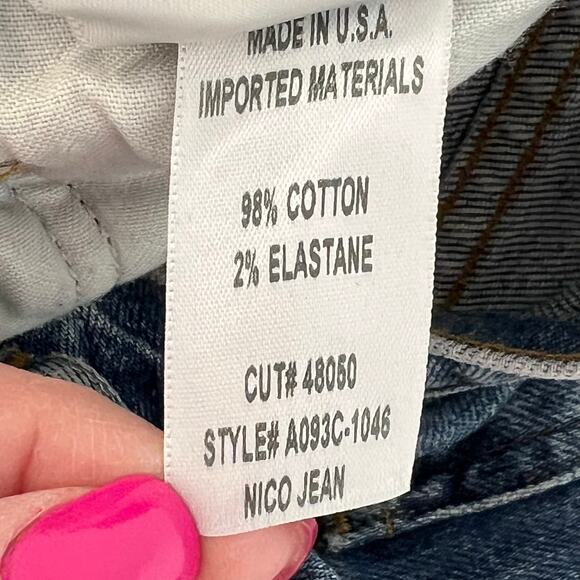 MADE IN U.S.A.
IMPORTED MATERIALS
98% COTTON
2% ELASTANE
CUT# 48050
STYLE# A093C-1046
NICO JEAN